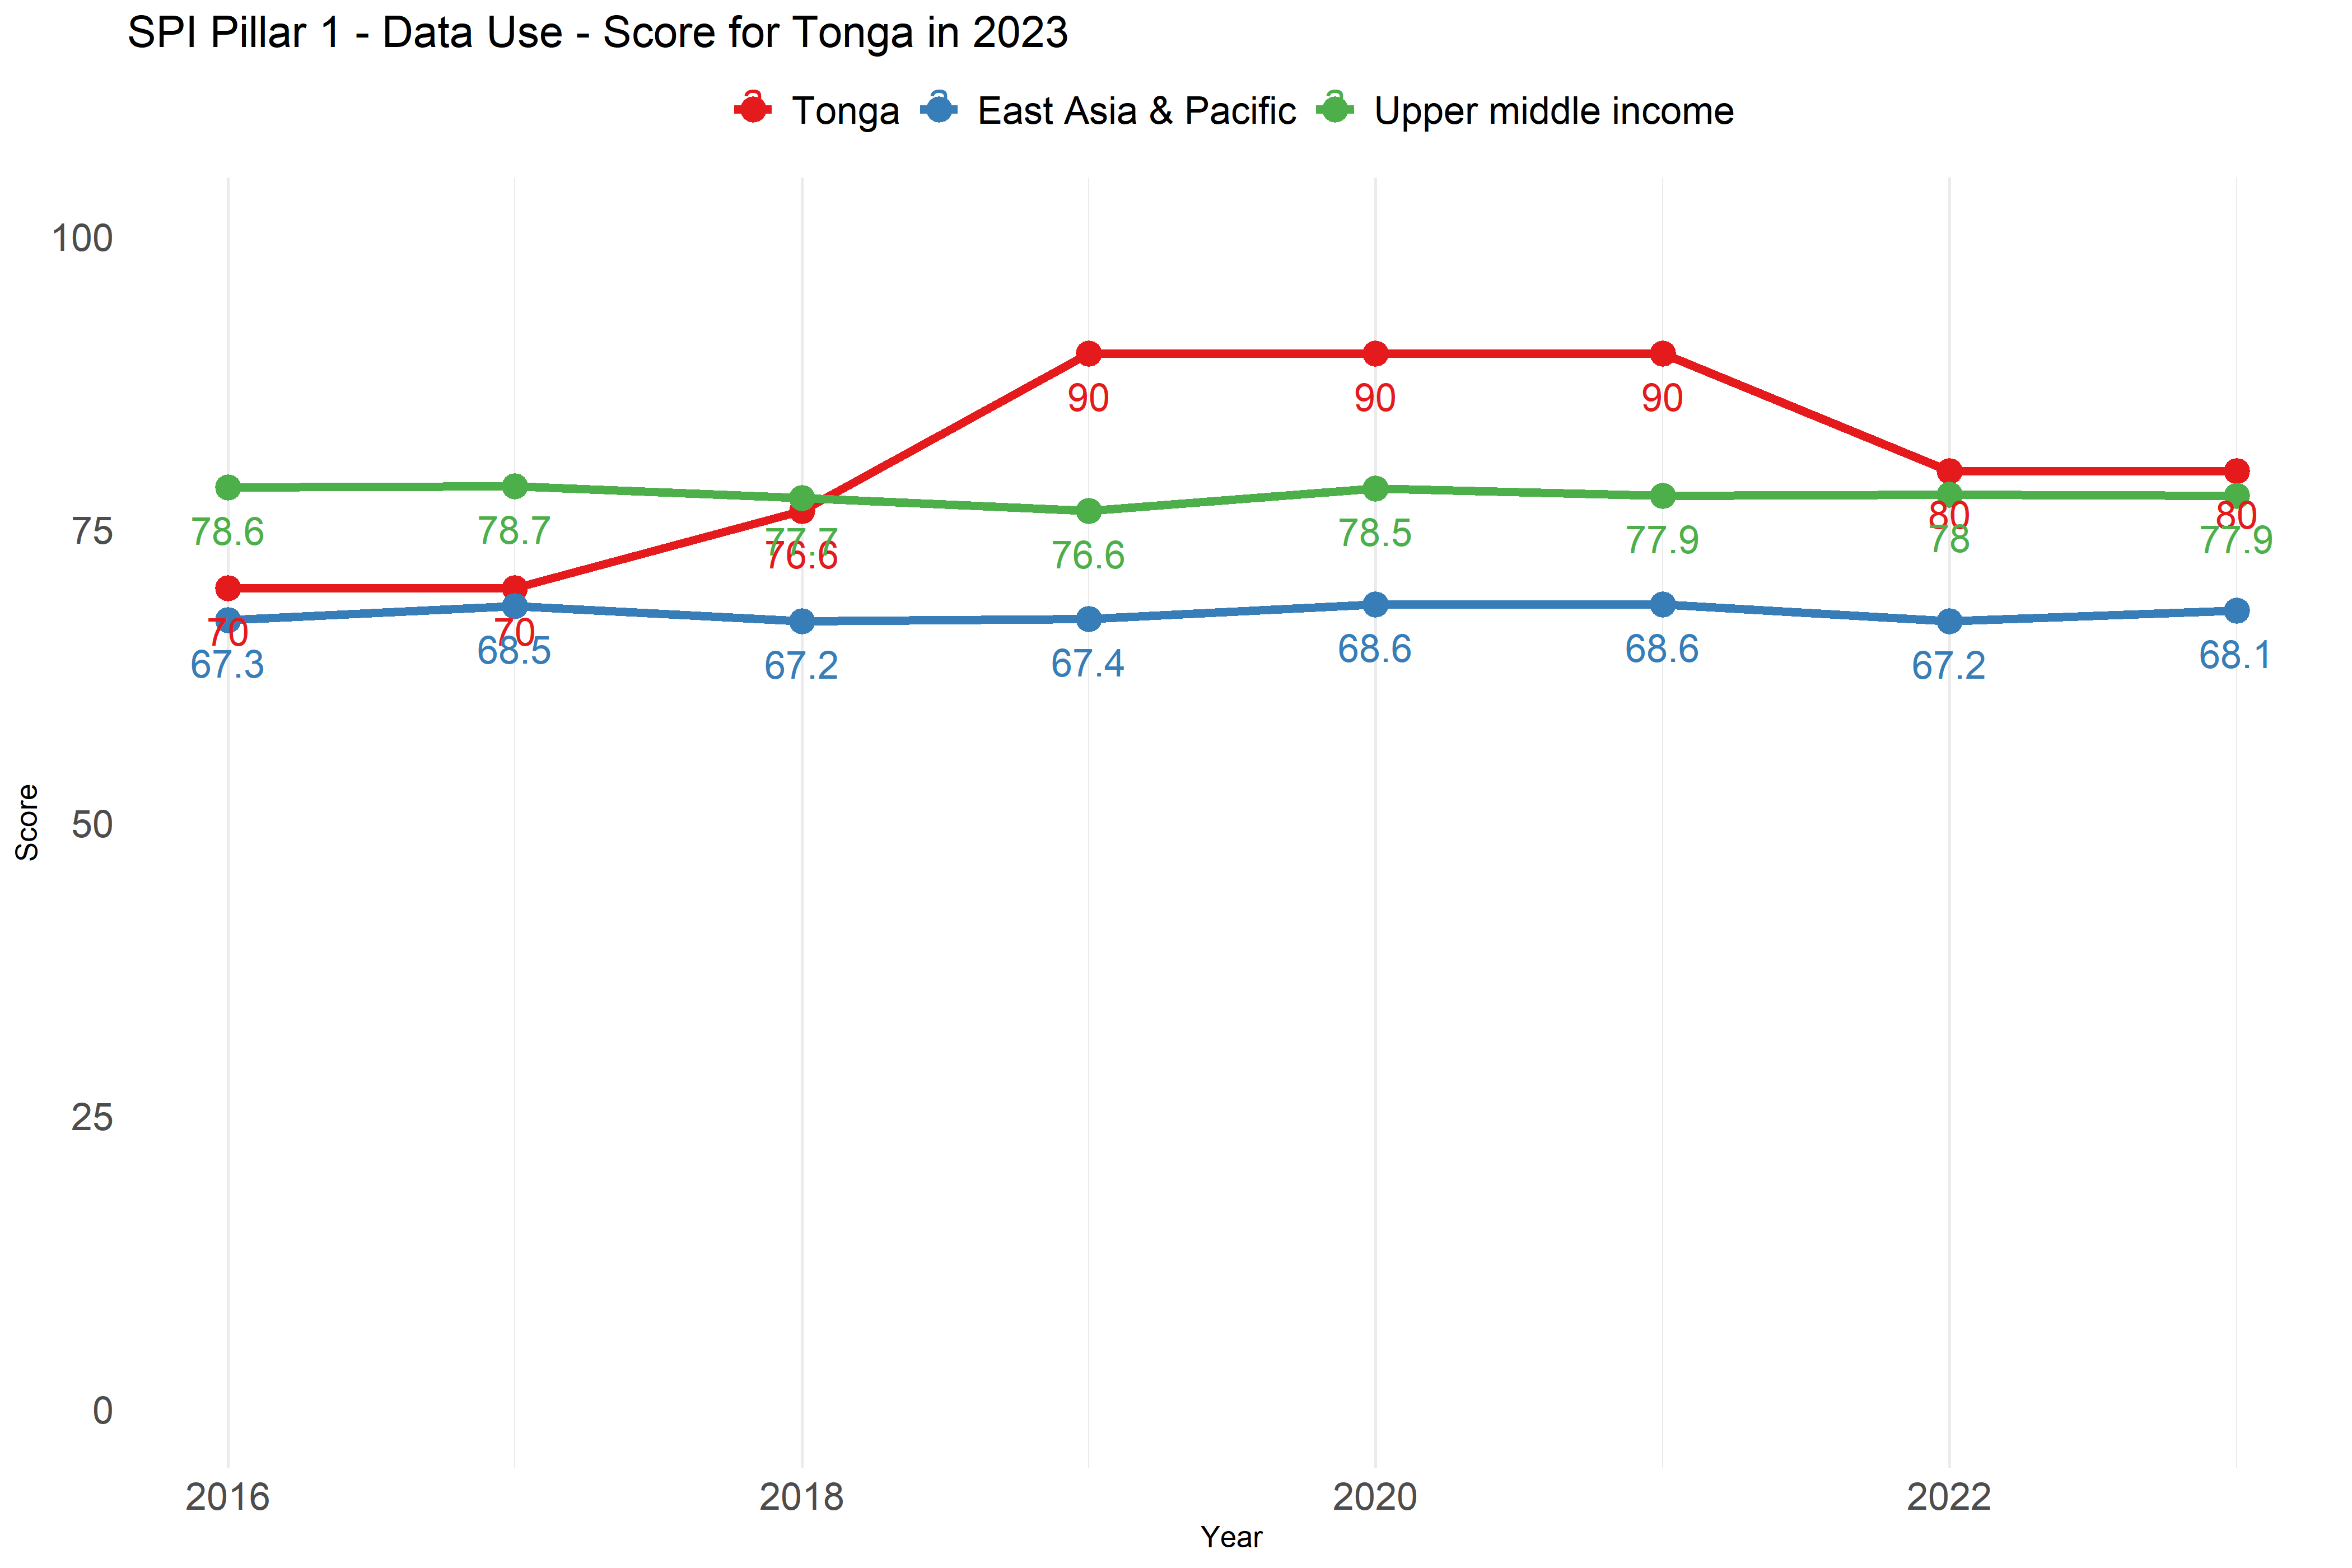 SPI Pillar 1 - Data Use - Score for Tonga in 2023
a Tonga a East Asia & Pacific a Upper middle income
100
75
50
25
0
Score
90 90 90
78.6 78.7 77.7 76.6 78.5 77.9 78 77.9
70 70 76.6 80 80
67.3 68.5 67.2 67.4 68.6 68.6 67.2 68.1
2016 2018 2020 2022
Year